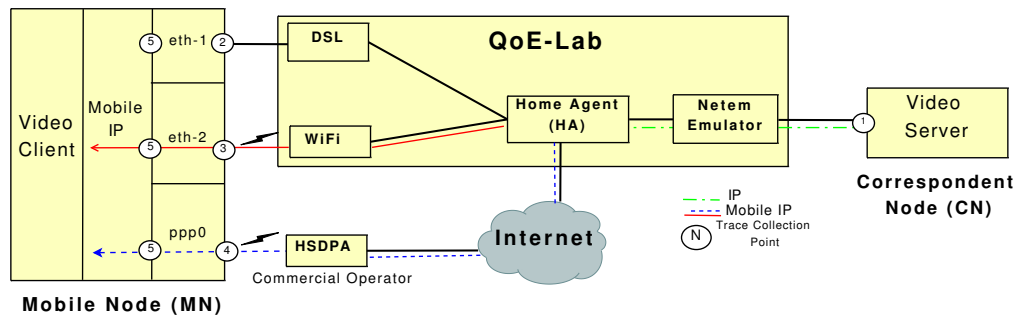 5
eth-1
2
DSL
QoE-Lab
Video
Client
Mobile
IP
5
eth-2
3
WiFi
Home Agent
(HA)
Netem
Emulator
1
Video
Server
Correspondent
Node (CN)
5
ppp0
4
HSDPA
Commercial Operator
Internet
IP
Mobile IP
Trace Collection
Point
N
Mobile Node (MN)